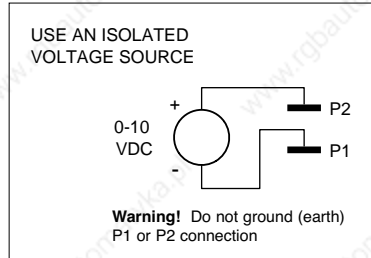 USE AN ISOLATED
VOLTAGE SOURCE
+
P2
0-10
VDC
P1
-
Warning! Do not ground (earth)
P1 or P2 connection